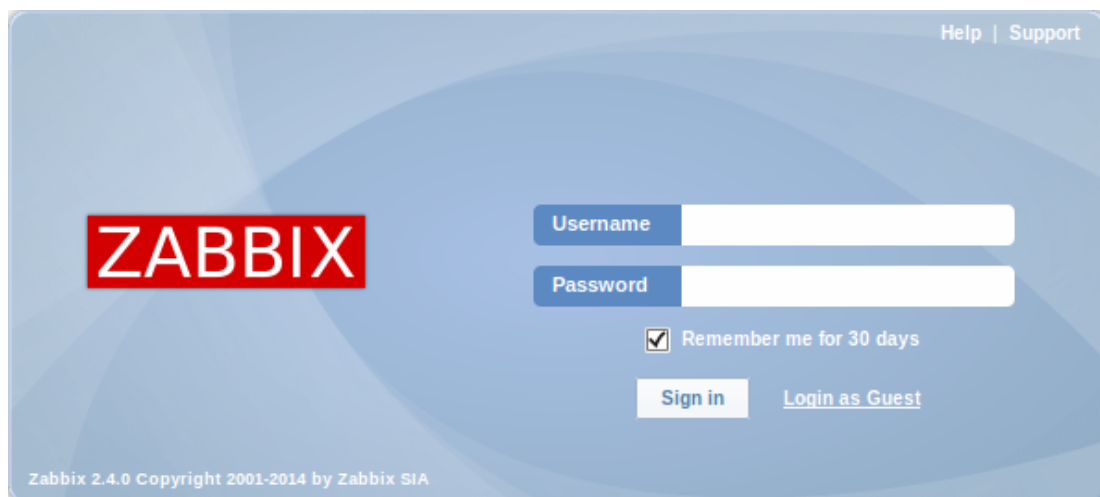 Help | Support
ZABBIX
Username
Password
Remember me for 30 days
Sign in Login as Guest
Zabbix 2.4.0 Copyright 2001-2014 by Zabbix SIA